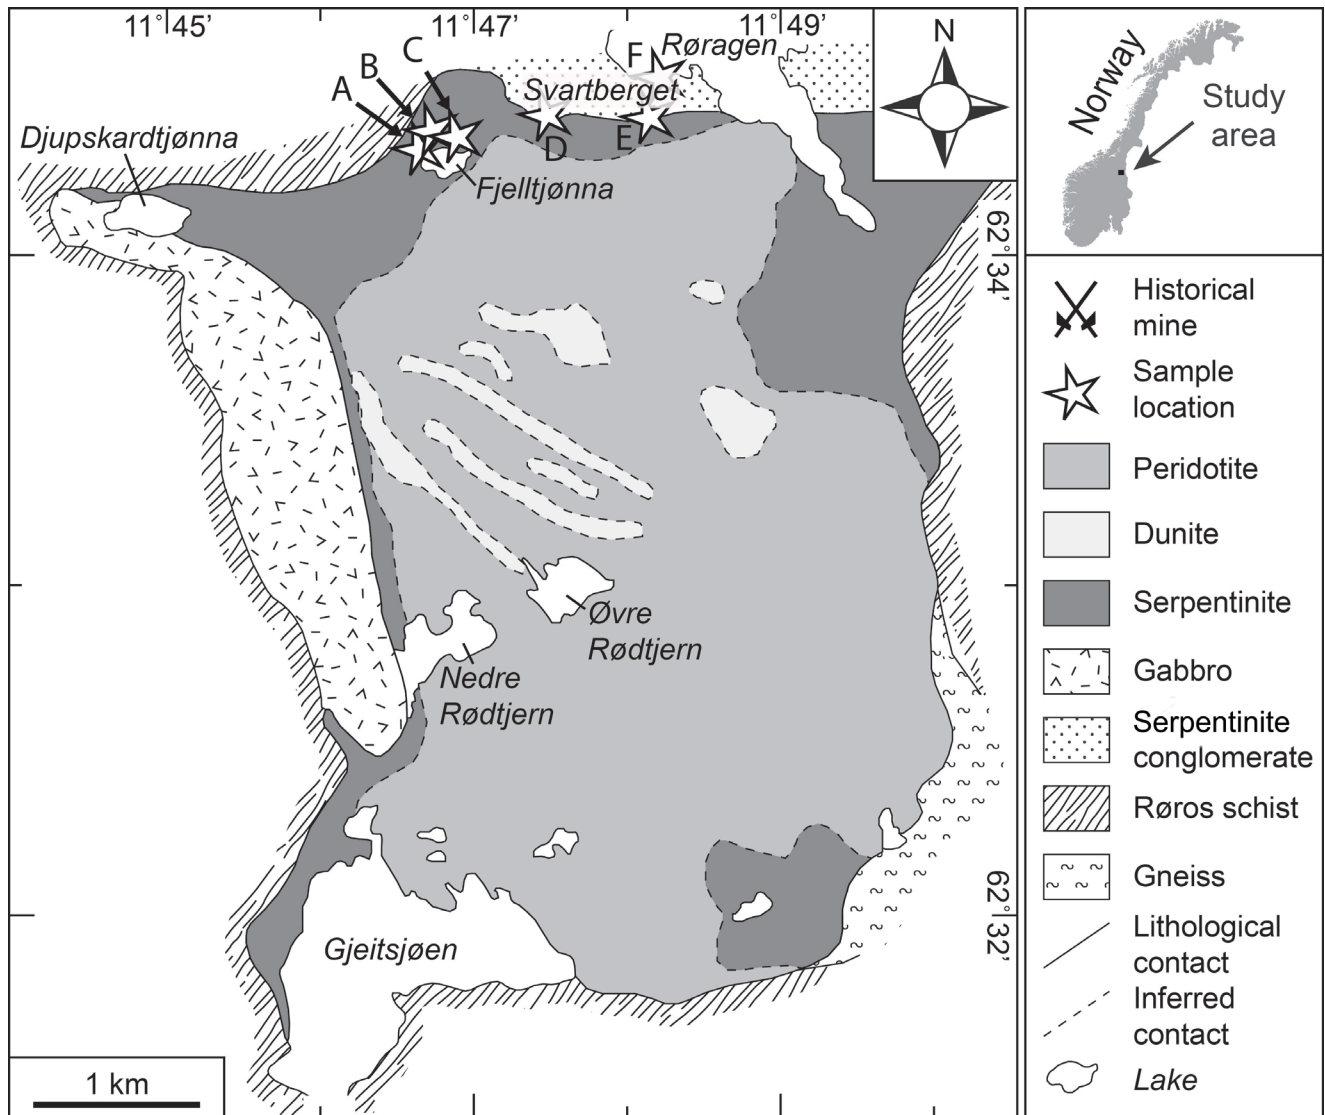 11°45'
11°47'
11°49'
N
A
B
C
F
Røragen
Svartberget
D
E
Djupskardtjønna
Fjelltjønna
62°34'
Øvre
Rødtjern
Nedre
Rødtjern
62°32'
Gjeitsjøen
1 km
Norway
Study
area
Historical
mine
Sample
location
Peridotite
Dunite
Serpentinite
Gabbro
Serpentinite
conglomerate
Røros schist
Gneiss
Lithological
contact
Inferred
contact
Lake